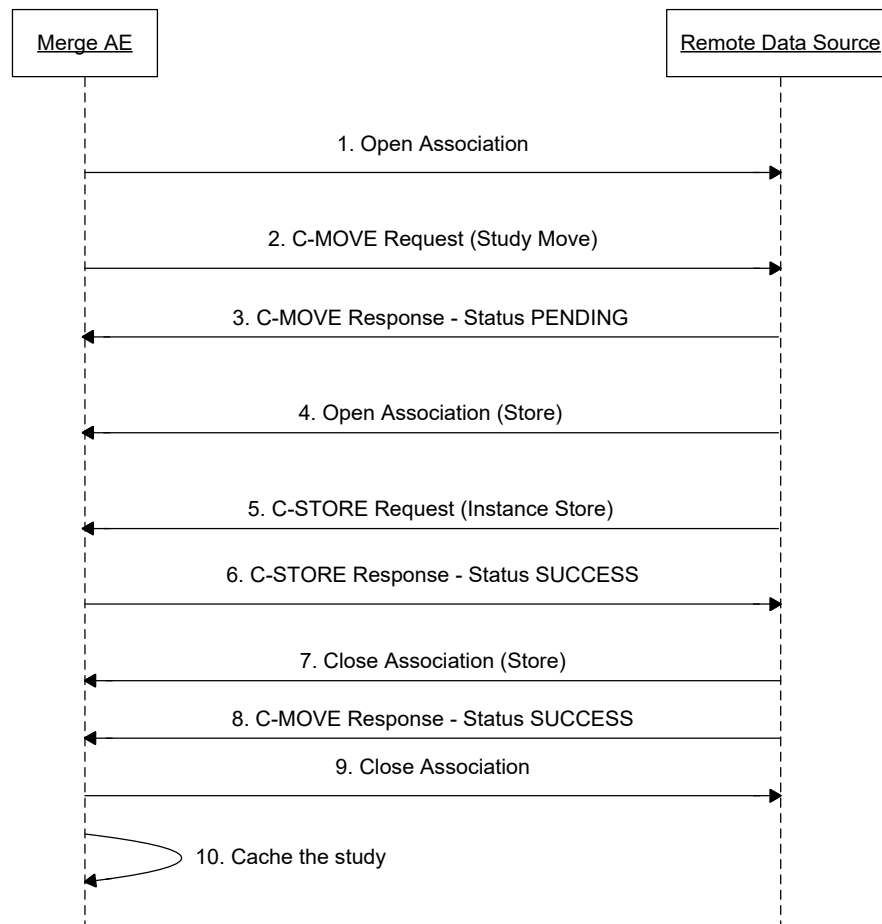 Merge AE
Remote Data Source
1. Open Association
2. C-MOVE Request (Study Move)
3. C-MOVE Response - Status PENDING
4. Open Association (Store)
5. C-STORE Request (Instance Store)
6. C-STORE Response - Status SUCCESS
7. Close Association (Store)
8. C-MOVE Response - Status SUCCESS
9. Close Association
10. Cache the study